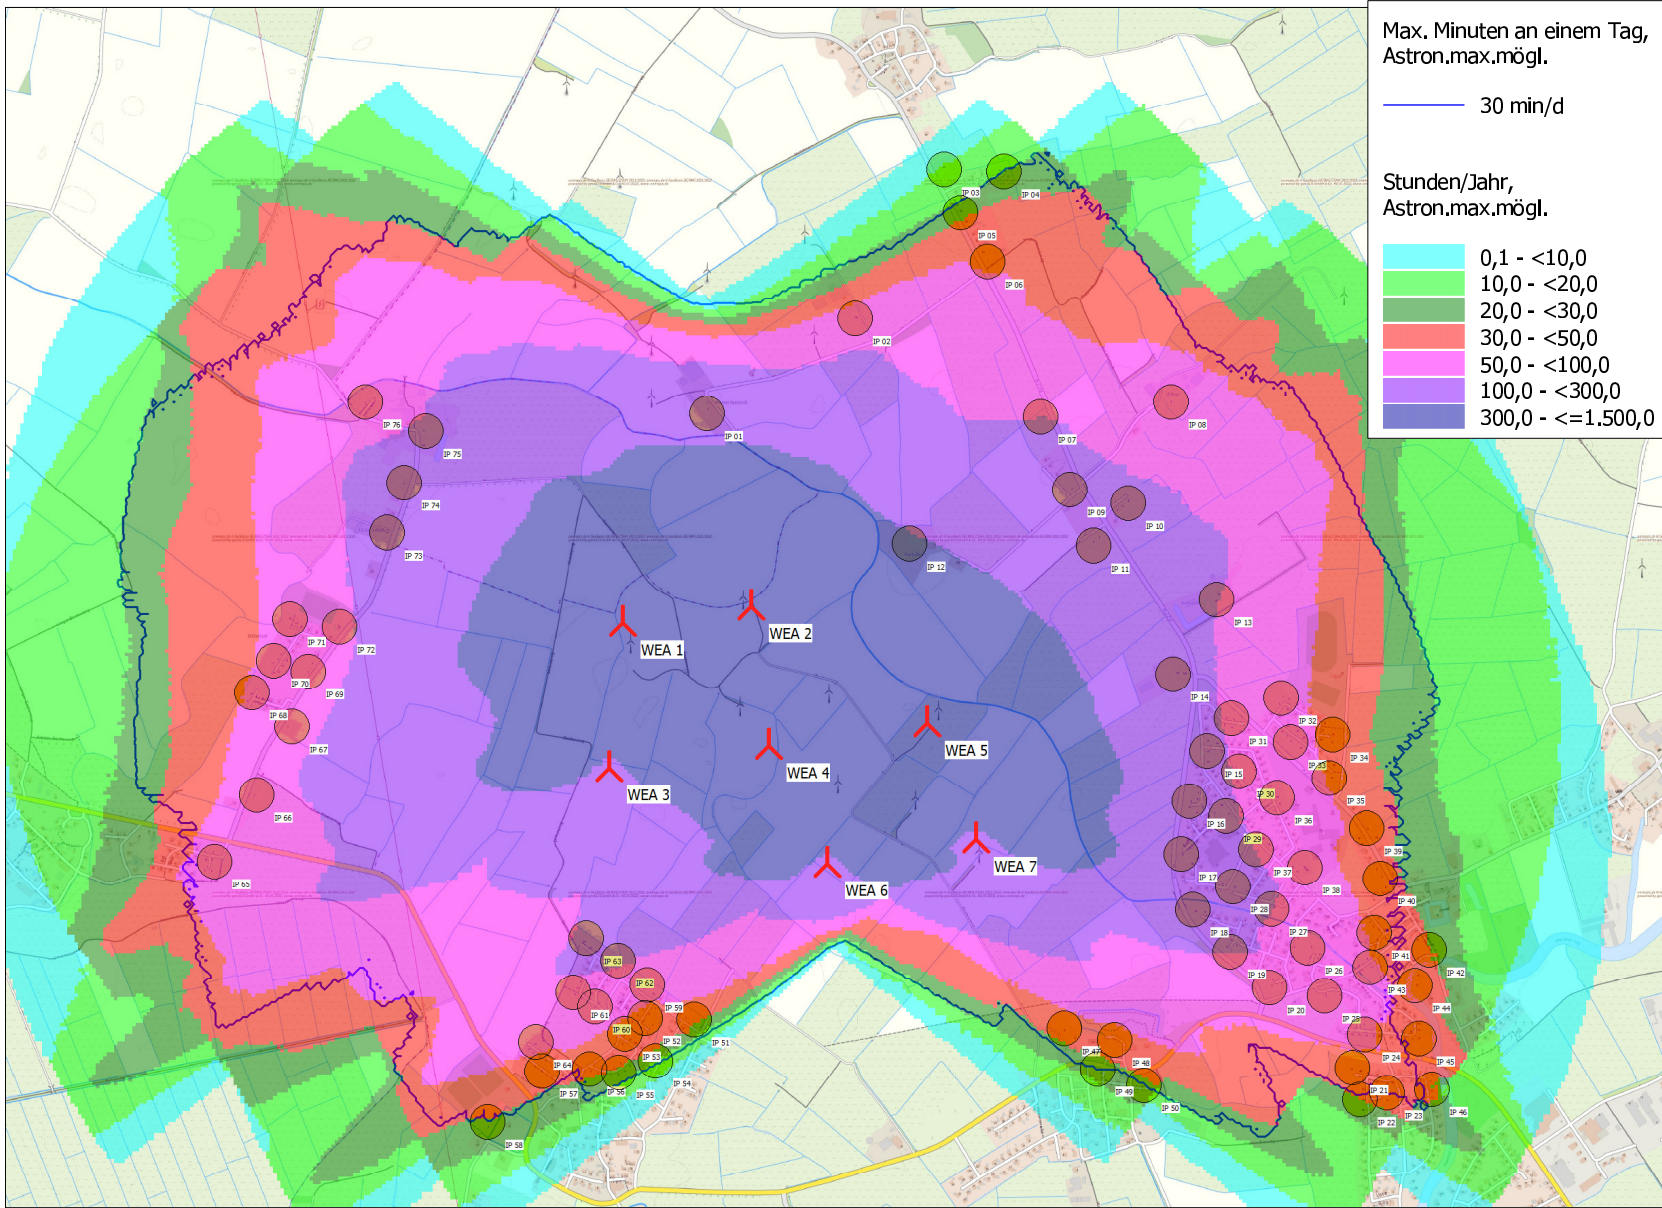 Max. Minuten an einem Tag,
Astron.max.mögl.
30 min/d
Stunden/Jahr,
Astron.max.mögl.
0,1 - <10,0
10,0 - <20,0
20,0 - <30,0
30,0 - <50,0
50,0 - <100,0
100,0 - <300,0
300,0 - <=1.500,0
IP 03
IP 04
IP 05
IP 06
IP 02
IP 76
IP 01
IP 07
IP 08
IP 75
IP 74
IP 09
IP 10
IP 73
IP 12
IP 11
IP 13
WEA 1
WEA 2
IP 71
IP 72
IP 70
IP 69
IP 14
IP 68
IP 32
IP 67
IP 31
WEA 5
IP 34
WEA 4
IP 33
IP 15
WEA 3
IP 30
IP 35
IP 66
IP 16
IP 36
IP 29
IP 39
WEA 7
IP 37
IP 65
IP 17
WEA 6
IP 38
IP 40
IP 28
IP 18
IP 27
IP 41
IP 63
IP 42
IP 19
IP 26
IP 62
IP 43
IP 59
IP 61
IP 20
IP 44
IP 25
IP 60
IP 52
IP 51
IP 47
IP 53
IP 24
IP 45
IP 64
IP 48
IP 54
IP 57
IP 56
IP 55
IP 49
IP 21
IP 50
IP 23
IP 46
IP 22
IP 58